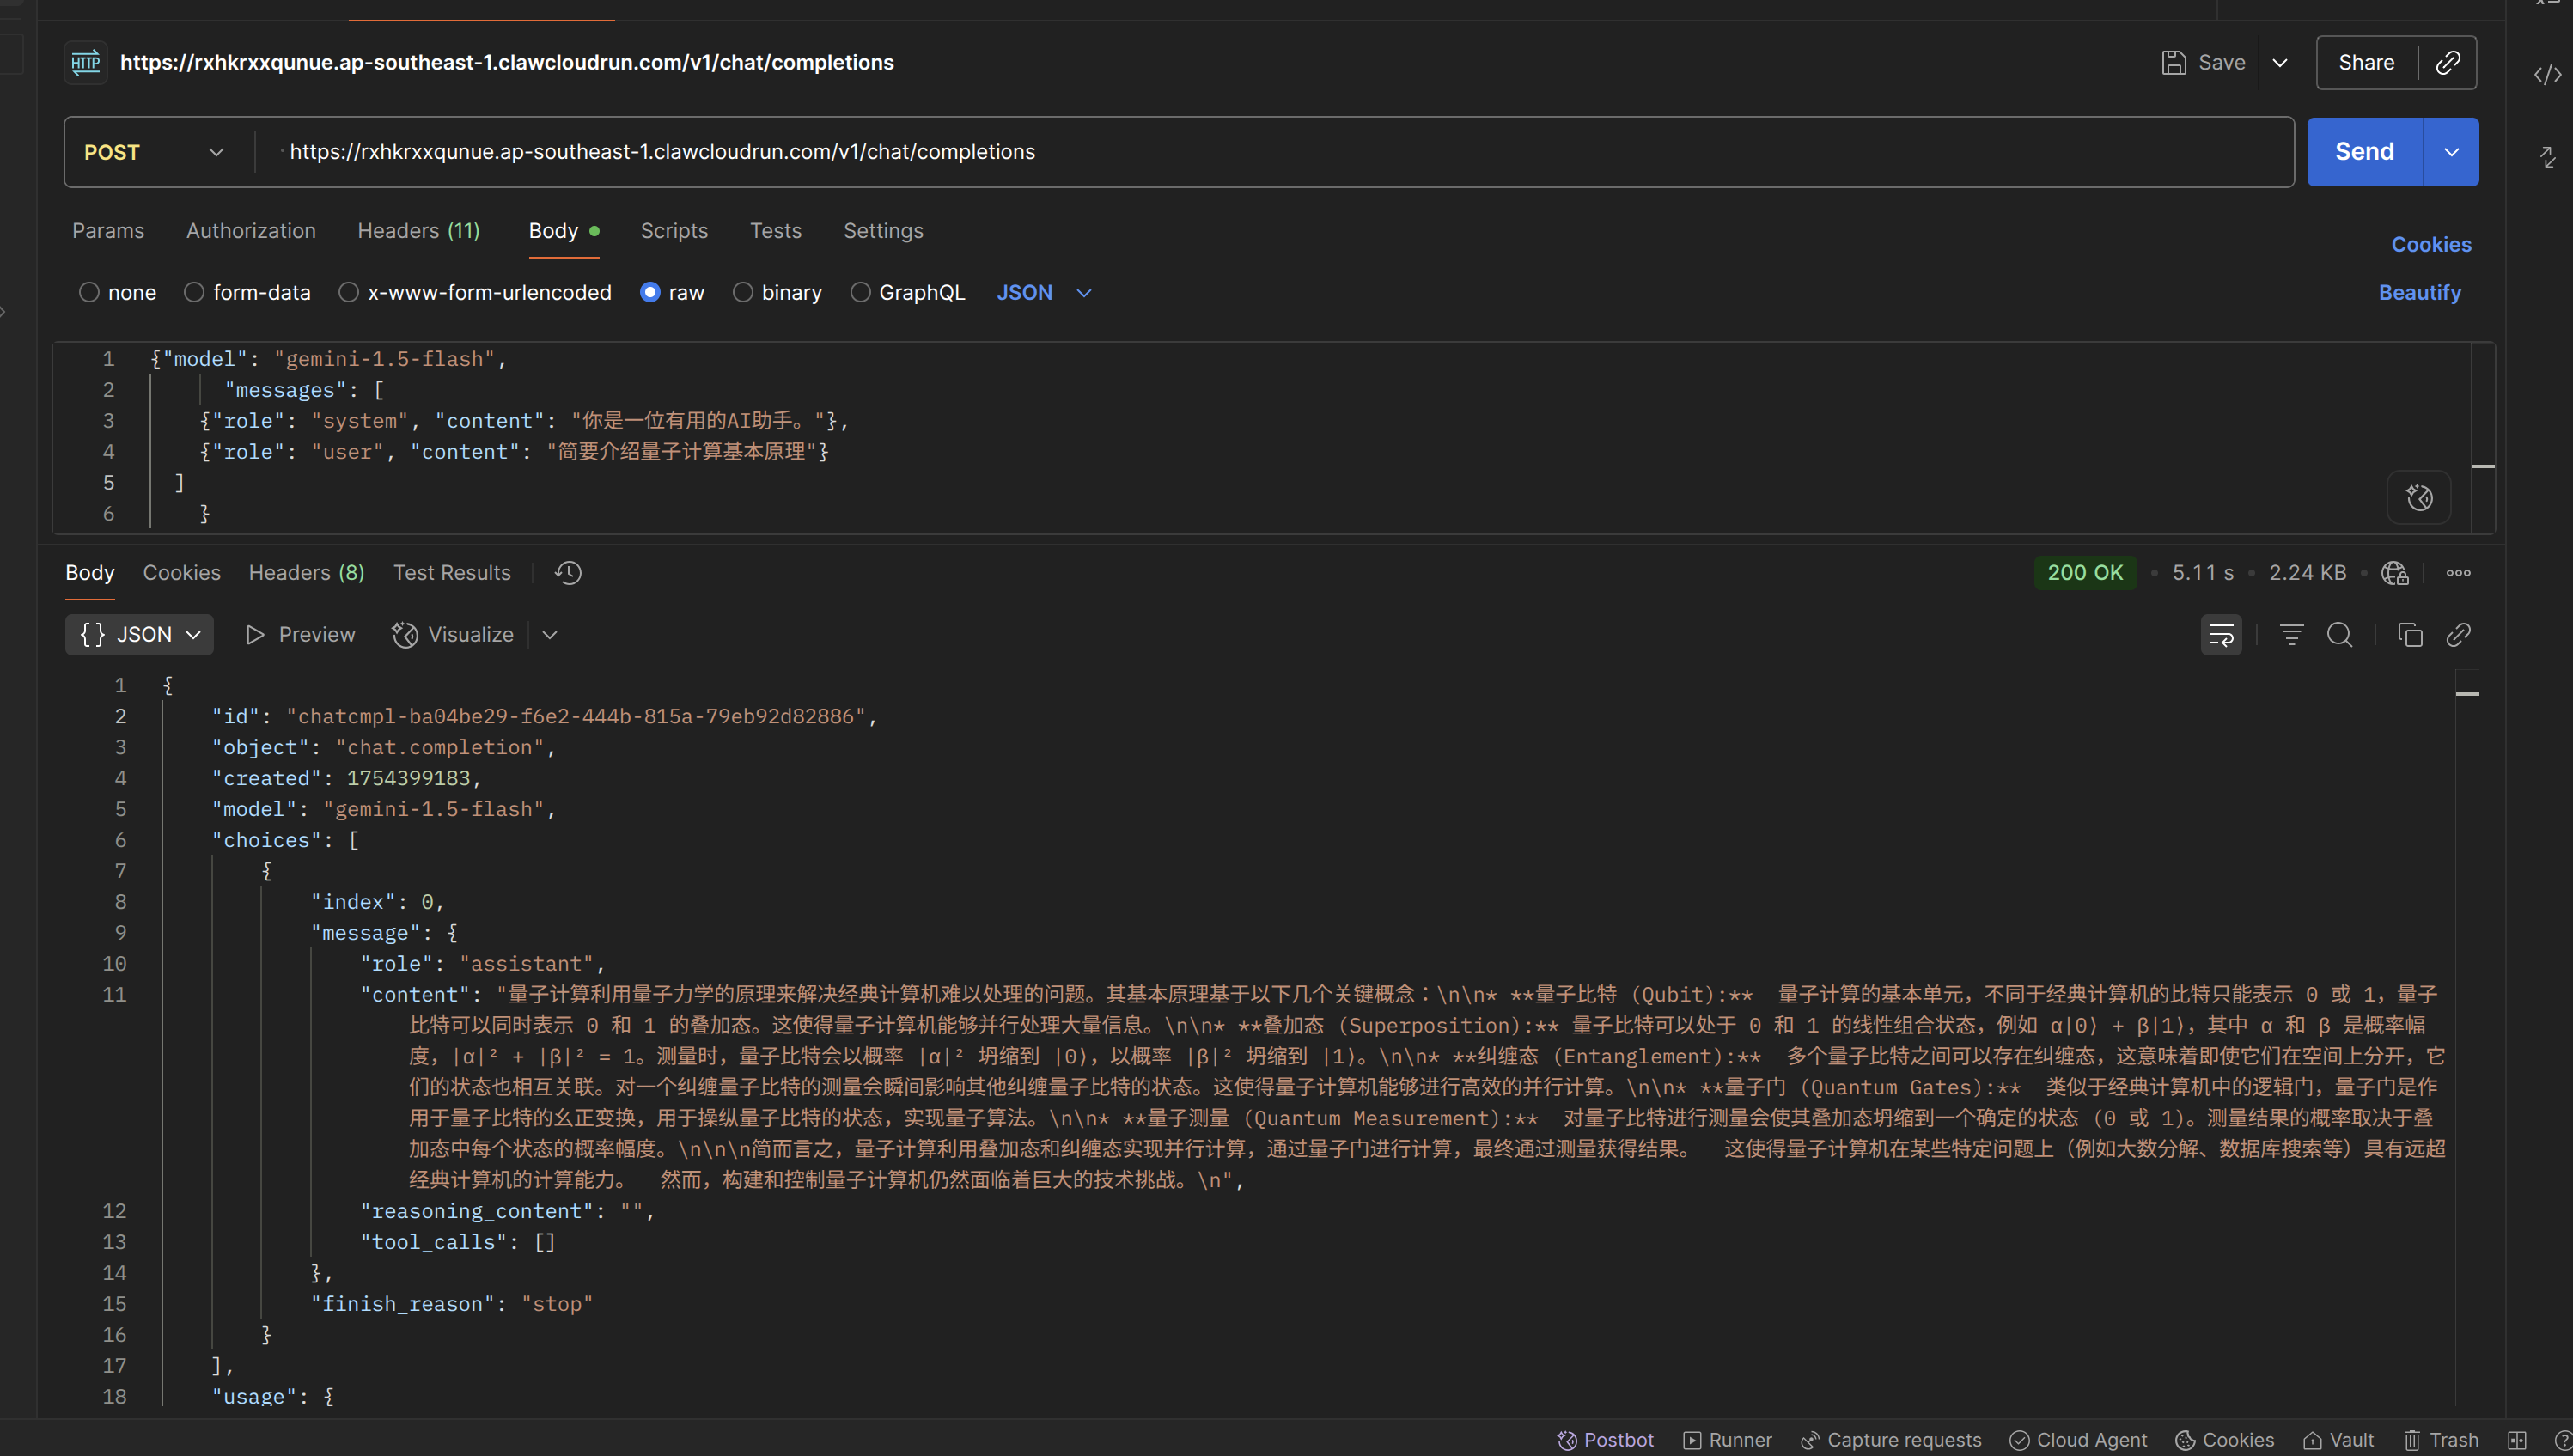 https://rxhkrxxqunue.ap-southeast-1.clawcloudrun.com/v1/chat/completions
Save
Share
POST
https://rxhkrxxqunue.ap-southeast-1.clawcloudrun.com/v1/chat/completions
Send
Params Authorization Headers (11) Body Scripts Tests Settings
Cookies
none form-data x-www-form-urlencoded raw binary GraphQL JSON
Beautify
1 {"model": "gemini-1.5-flash",
2 "messages": [
3 {"role": "system", "content": "你是一位有用的AI助手。"},
4 {"role": "user", "content": "简要介绍量子计算基本原理"}
5 ]
6 }
Body Cookies Headers (8) Test Results
200 OK • 5.11 s • 2.24 KB
{} JSON Preview Visualize
1 {
2 "id": "chatcmpl-ba04be29-f6e2-444b-815a-79eb92d82886",
3 "object": "chat.completion",
4 "created": 1754399183,
5 "model": "gemini-1.5-flash",
6 "choices": [
7 {
8 "index": 0,
9 "message": {
10 "role": "assistant",
11 "content": "量子计算利用量子力学的原理来解决经典计算机难以处理的问题。其基本原理基于以下几个关键概念：\n\n* **量子比特 (Qubit):** 量子计算的基本单元，不同于经典计算机的比特只能表示 0 或 1，量子
比特可以同时表示 0 和 1 的叠加态。这使得量子计算机能够并行处理大量信息。\n\n* **叠加态 (Superposition):** 量子比特可以处于 0 和 1 的线性组合状态，例如 α|0⟩ + β|1⟩，其中 α 和 β 是概率幅
度，|α|² + |β|² = 1。测量时，量子比特会以概率 |α|² 坍缩到 |0⟩，以概率 |β|² 坍缩到 |1⟩。\n\n* **纠缠态 (Entanglement):** 多个量子比特之间可以存在纠缠态，这意味着即使它们在空间上分开，它
们的状态也相互关联。对一个纠缠量子比特的测量会瞬间影响其他纠缠量子比特的状态。这使得量子计算机能够进行高效的并行计算。\n\n* **量子门 (Quantum Gates):** 类似于经典计算机中的逻辑门，量子门是作
用于量子比特的幺正变换，用于操纵量子比特的状态，实现量子算法。\n\n* **量子测量 (Quantum Measurement):** 对量子比特进行测量会使其叠加态坍缩到一个确定的状态 (0 或 1)。测量结果的概率取决于叠
加态中每个状态的概率幅度。\n\n\n简而言之，量子计算利用叠加态和纠缠态实现并行计算，通过量子门进行计算，最终通过测量获得结果。 这使得量子计算机在某些特定问题上（例如大数分解、数据库搜索等）具有远超
经典计算机的计算能力。 然而，构建和控制量子计算机仍然面临着巨大的技术挑战。\n",
12 "reasoning_content": "",
13 "tool_calls": []
14 },
15 "finish_reason": "stop"
16 }
17 ],
18 "usage": {
Postbot Runner Capture requests Cloud Agent Cookies Vault Trash